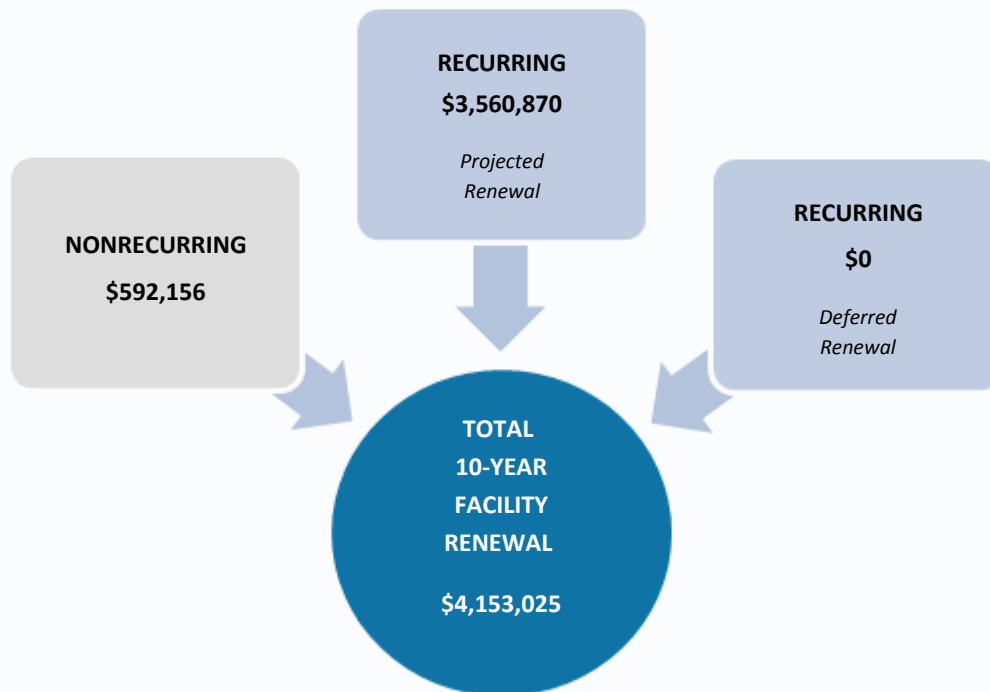 RECURRING
$3,560,870
Projected
Renewal
NONRECURRING
$592,156
RECURRING
$0
Deferred
Renewal
TOTAL
10-YEAR
FACILITY
RENEWAL
$4,153,025